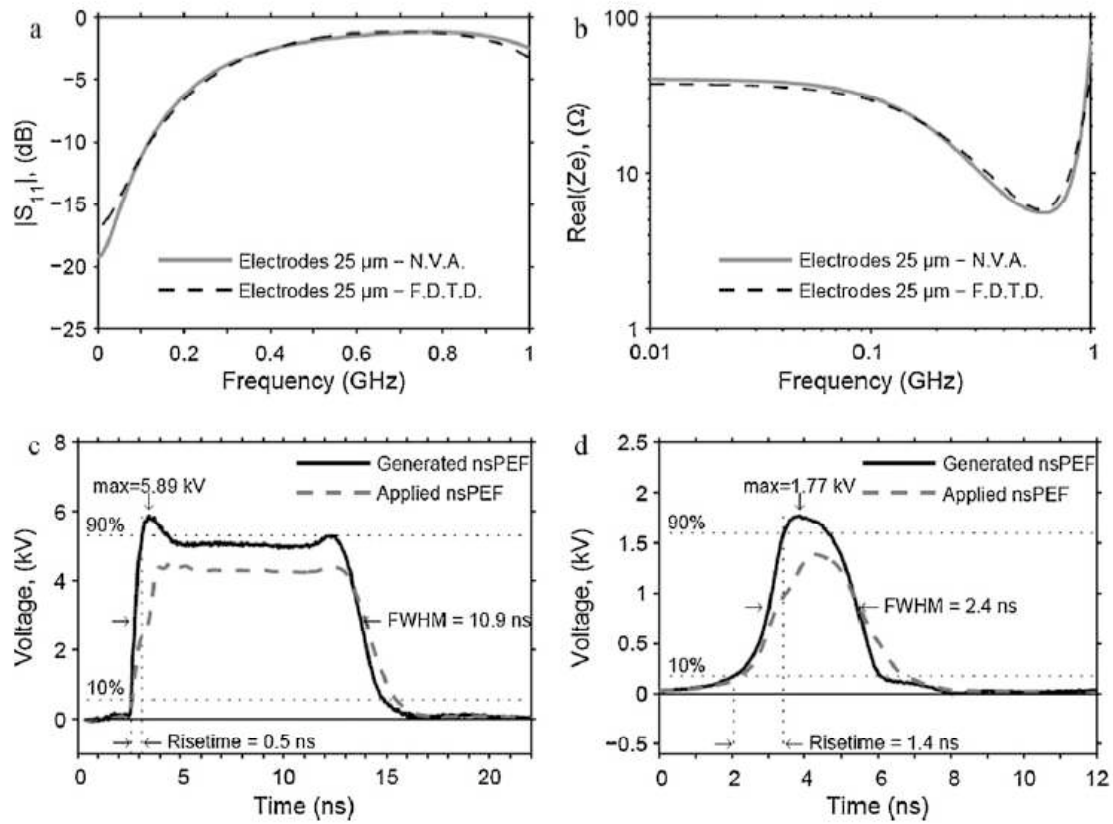 a
|S11|, (dB)
0
−5
−10
−15
−20
−25
Electrodes 25 µm – N.V.A.
Electrodes 25 µm – F.D.T.D.
0
0.2
0.4
0.6
0.8
1
Frequency (GHz)
b
Real(Ze), (Ω)
100
10
1
Electrodes 25 µm – N.V.A.
Electrodes 25 µm – F.D.T.D.
0.01
0.1
1
Frequency (GHz)
c
Voltage, (kV)
8
6
4
2
0
Generated nsPEF
Applied nsPEF
max=5.89 kV
90%
FWHM = 10.9 ns
10%
Risetime = 0.5 ns
0
5
10
15
20
Time (ns)
d
Voltage, (kV)
2.5
2
1.5
1
0.5
0
−0.5
Generated nsPEF
Applied nsPEF
max=1.77 kV
90%
FWHM = 2.4 ns
10%
Risetime = 1.4 ns
0
2
4
6
8
10
12
Time (ns)